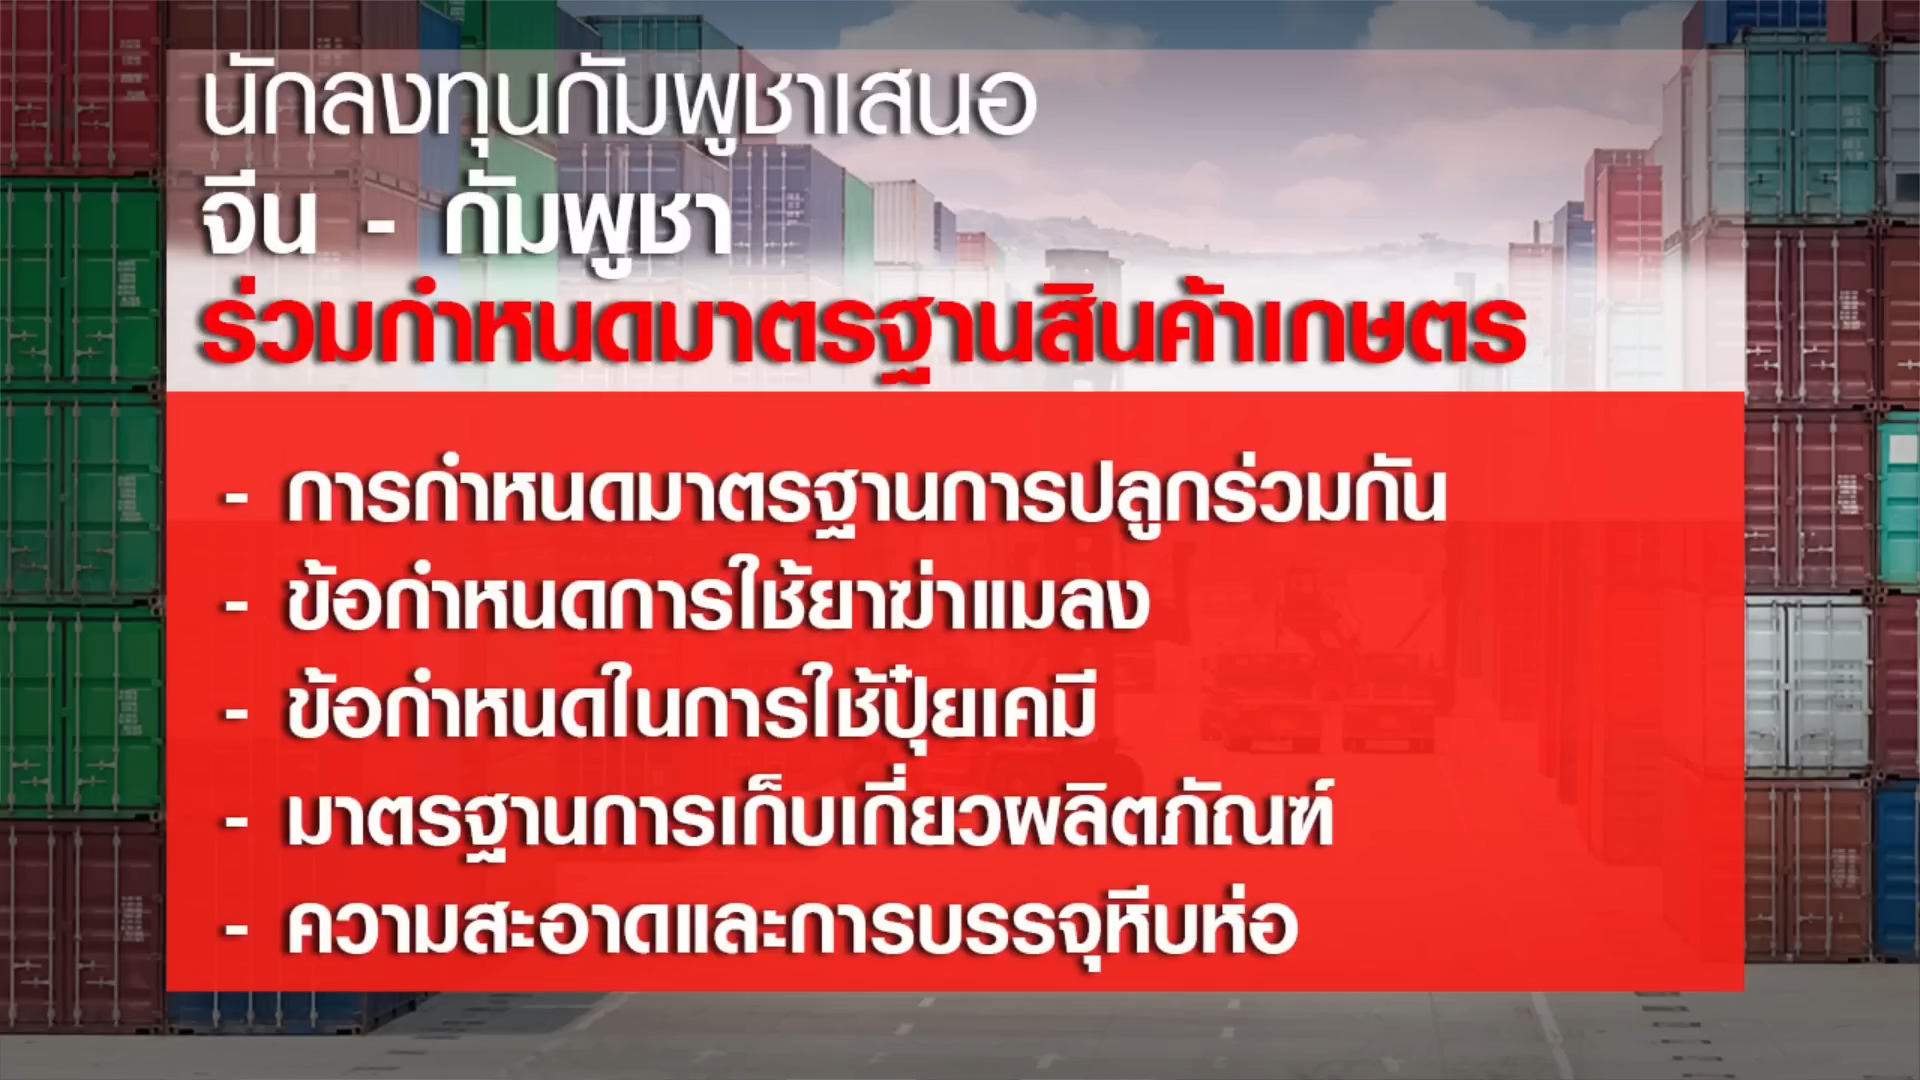 นักลงทุนกัมพูชาเสนอ
จีน - กัมพูชา
ร่วมกำหนดมาตรฐานสินค้าเกษตร
- การกำหนดมาตรฐานการปลูกร่วมกัน
- ข้อกำหนดการใช้ยาฆ่าแมลง
- ข้อกำหนดในการใช้ปุ๋ยเคมี
- มาตรฐานการเก็บเกี่ยวผลิตภัณฑ์
- ความสะอาดและการบรรจุหีบห่อ